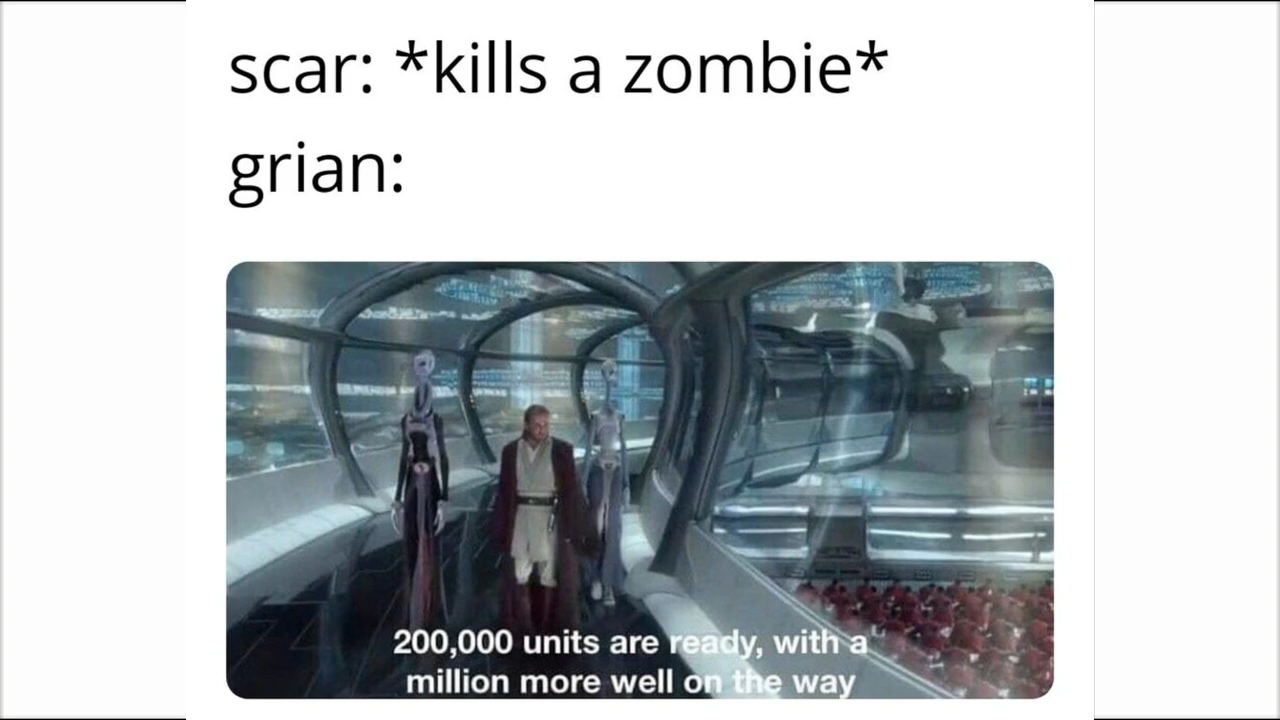 scar: *kills a zombie*
grian:
200,000 units are ready, with a
million more well on the way